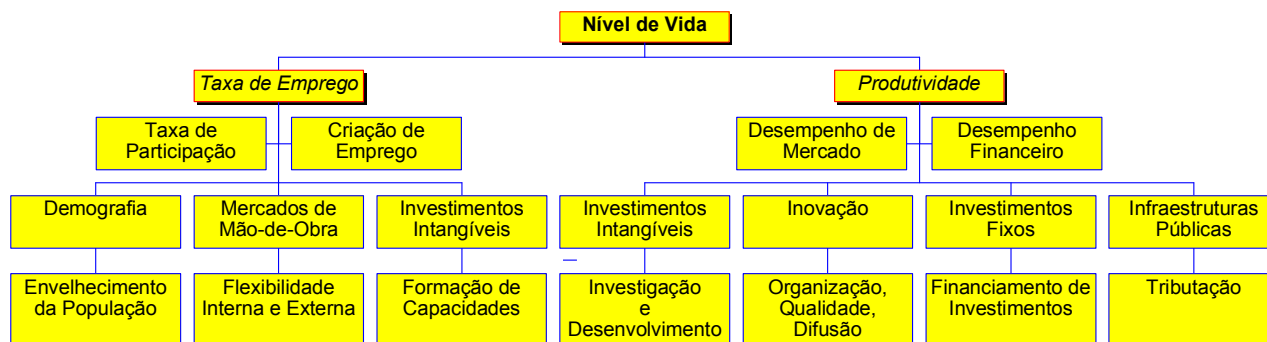 Nível de Vida
Taxa de Emprego
Produtividade
Taxa de
Participação
Criação de
Emprego
Desempenho de
Mercado
Desempenho
Financeiro
Demografia
Mercados de
Mão-de-Obra
Investimentos
Intangíveis
Investimentos
Intangíveis
Inovação
Investimentos
Fixos
Infraestruturas
Públicas
Envelhecimento
da População
Flexibilidade
Interna e Externa
Formação de
Capacidades
Investigação
e
Desenvolvimento
Organização,
Qualidade,
Difusão
Financiamento de
Investimentos
Tributação